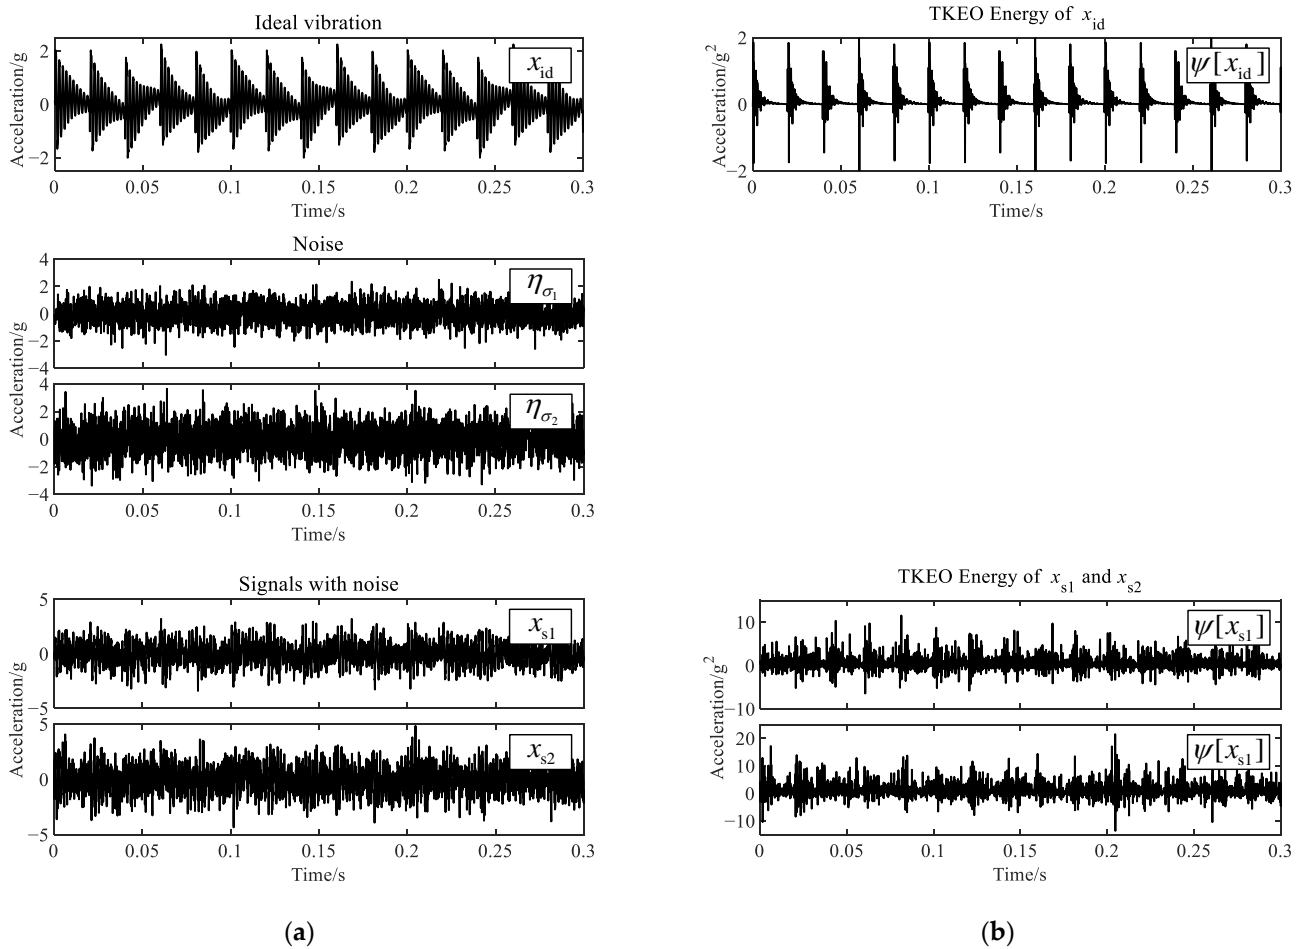 Ideal vibration
Acceleration/g
2
0
−2
x_id
0 0.05 0.1 0.15 0.2 0.25 0.3
Time/s
Noise
Acceleration/g
4
2
0
−2
−4
η_σ1
4
2
0
−2
−4
η_σ2
0 0.05 0.1 0.15 0.2 0.25 0.3
Time/s
Signals with noise
Acceleration/g
5
0
−5
x_s1
5
0
−5
x_s2
0 0.05 0.1 0.15 0.2 0.25 0.3
Time/s
(a)
TKEO Energy of x_id
Acceleration/g²
2
0
−2
ψ[x_id]
0 0.05 0.1 0.15 0.2 0.25 0.3
Time/s
TKEO Energy of x_s1 and x_s2
Acceleration/g²
10
0
−10
ψ[x_s1]
20
10
0
−10
ψ[x_s1]
0 0.05 0.1 0.15 0.2 0.25 0.3
Time/s
(b)